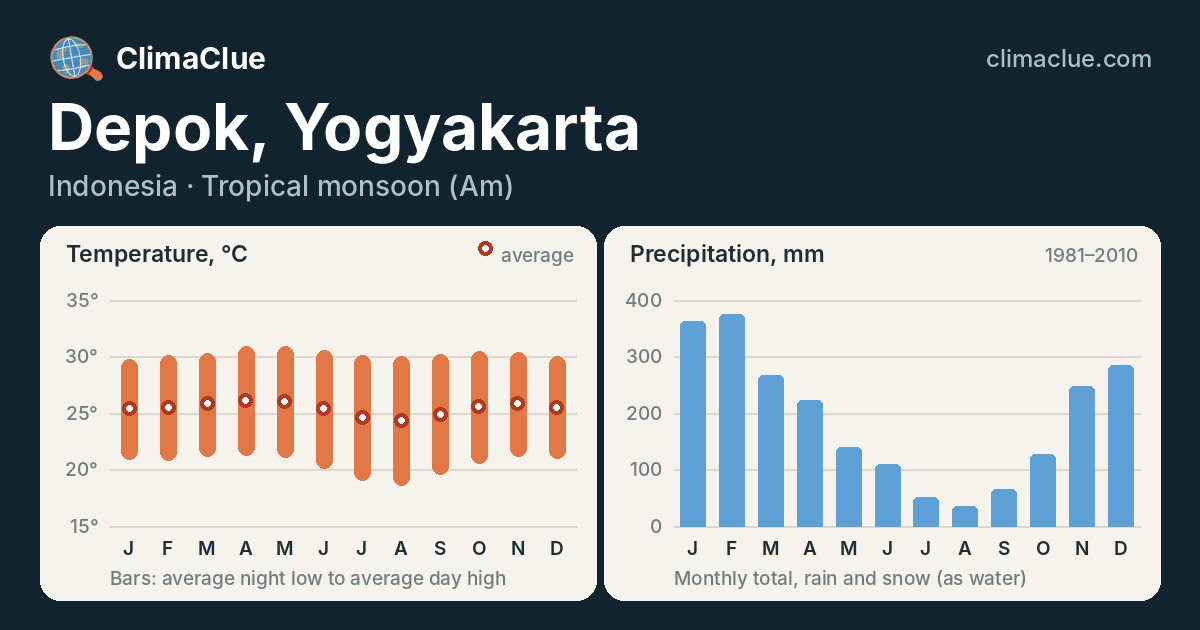 ClimaClue
climaclue.com
Depok, Yogyakarta
Indonesia · Tropical monsoon (Am)
Temperature, °C
average
35°
30°
25°
20°
15°
J F M A M J J A S O N D
Bars: average night low to average day high
Precipitation, mm
1981–2010
400
300
200
100
0
J F M A M J J A S O N D
Monthly total, rain and snow (as water)